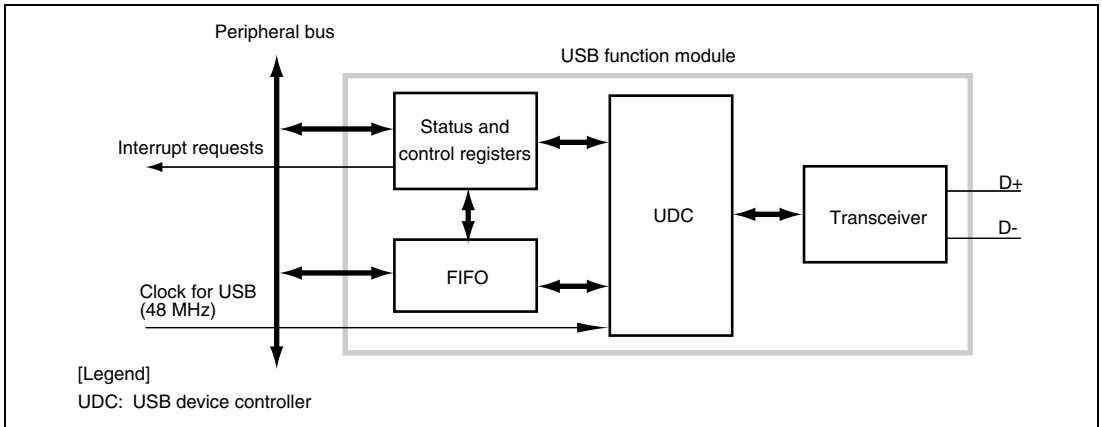 Peripheral bus
USB function module
Status and
control registers
Interrupt requests
UDC
Transceiver
D+
D-
FIFO
Clock for USB
(48 MHz)
[Legend]
UDC: USB device controller